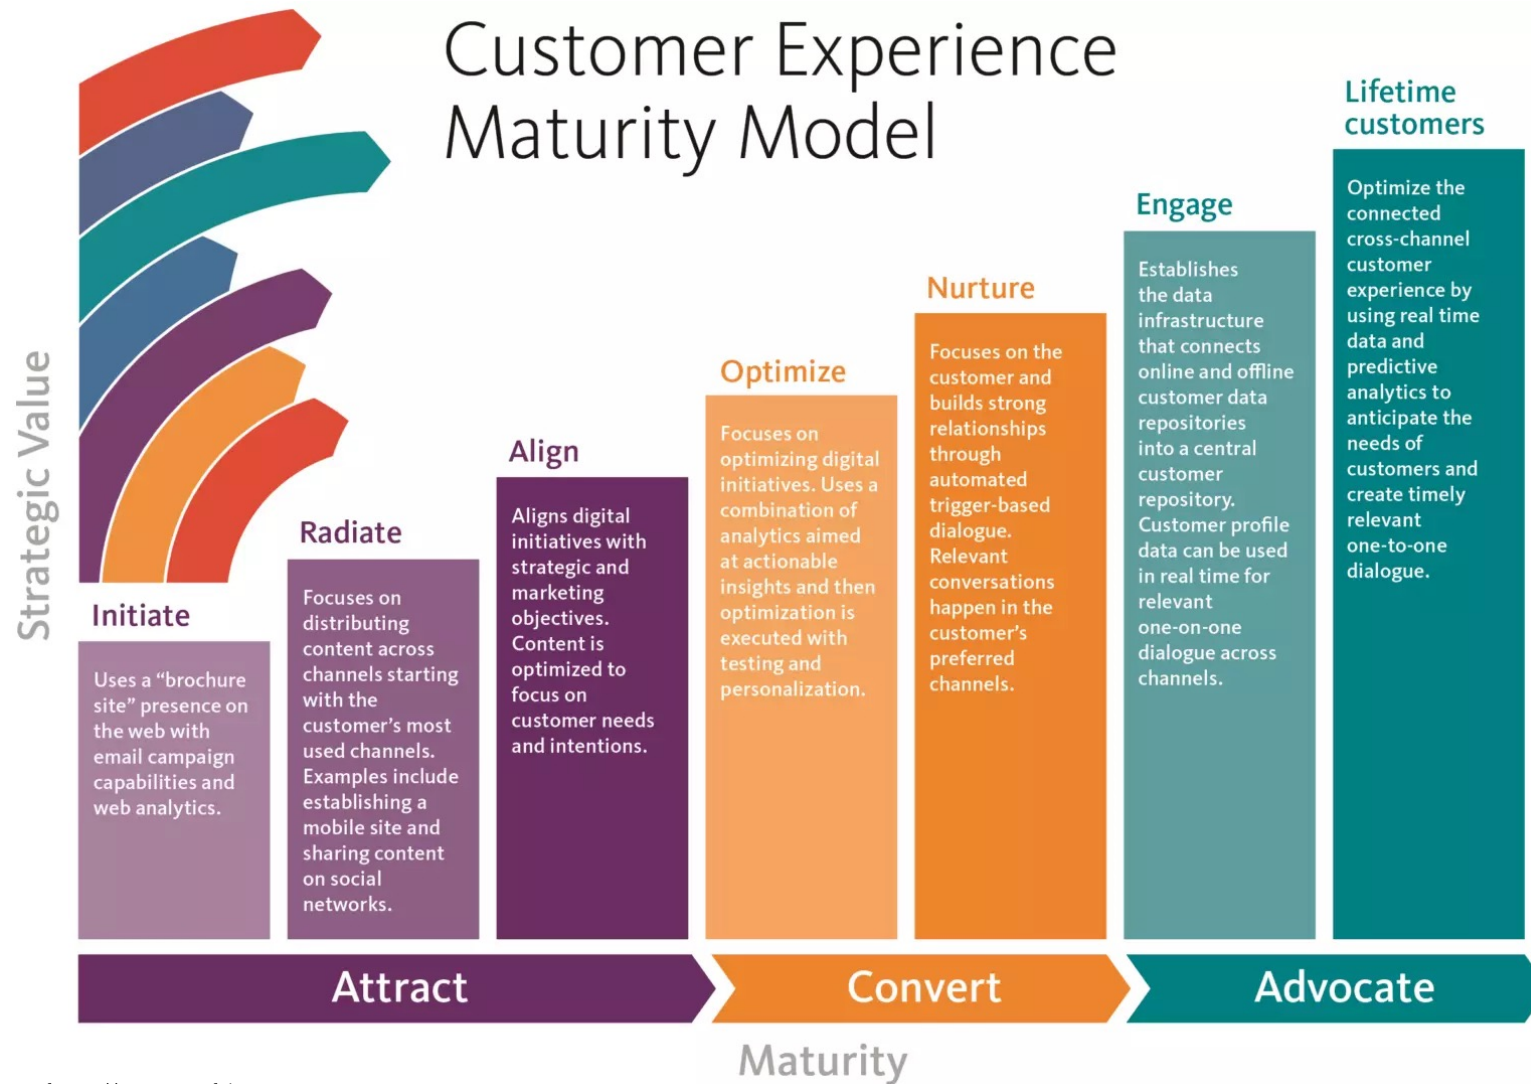 Customer Experience
Maturity Model
Strategic Value
Initiate
Uses a “brochure
site” presence on
the web with
email campaign
capabilities and
web analytics.
Radiate
Focuses on
distributing
content across
channels starting
with the
customer’s most
used channels.
Examples include
establishing a
mobile site and
sharing content
on social
networks.
Align
Aligns digital
initiatives with
strategic and
marketing
objectives.
Content is
optimized to
focus on
customer needs
and intentions.
Optimize
Focuses on
optimizing digital
initiatives. Uses a
combination of
analytics aimed
at actionable
insights and then
optimization is
executed with
testing and
personalization.
Nurture
Focuses on the
customer and
builds strong
relationships
through
automated
trigger-based
dialogue.
Relevant
conversations
happen in the
customer’s
preferred
channels.
Engage
Establishes
the data
infrastructure
that connects
online and offline
customer data
repositories
into a central
customer
repository.
Customer profile
data can be used
in real time for
relevant
one-on-one
dialogue across
channels.
Lifetime
customers
Optimize the
connected
cross-channel
customer
experience by
using real time
data and
predictive
analytics to
anticipate the
needs of
customers and
create timely
relevant
one-to-one
dialogue.
Attract
Convert
Advocate
Maturity